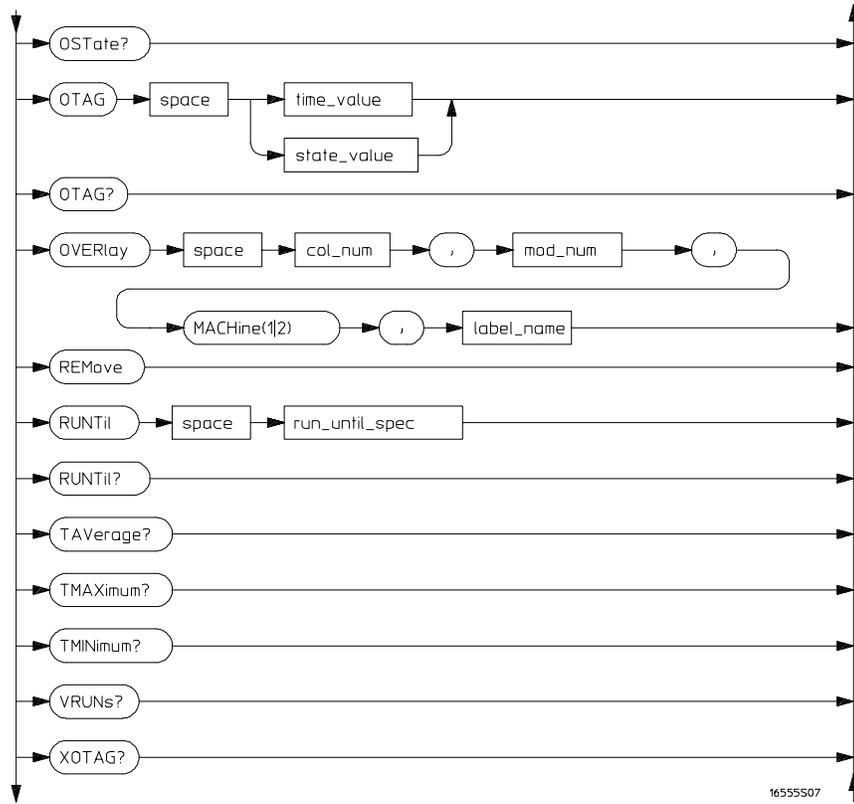 OSTate?
OTAG space time_value
state_value
OTAG?
OVERlay space col_num , mod_num ,
MACHine(1|2) , label_name
REMove
RUNTil space run_until_spec
RUNTil?
TAVerage?
TMAXimum?
TMINimum?
VRUNs?
XOTAG?
16555S07